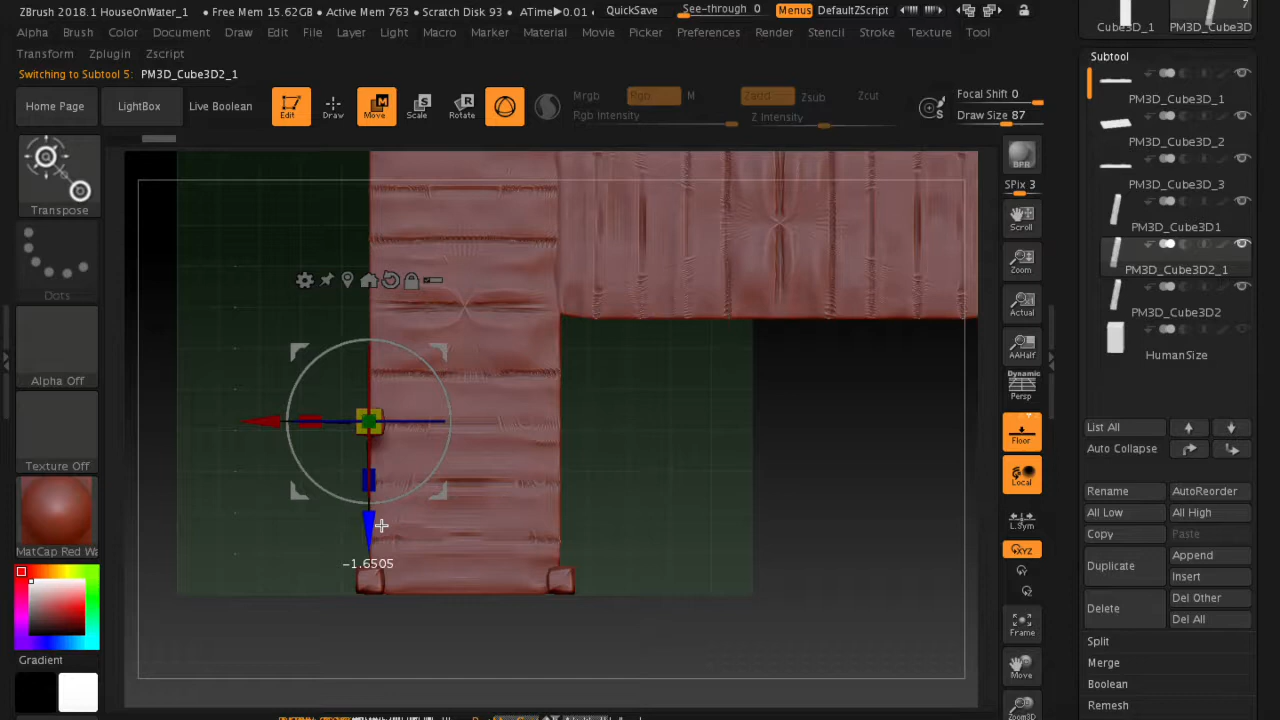 ZBrush 2018.1 HouseOnWater_1 • Free Mem 15.62GB • Active Mem 763 • Scratch Disk 93 • ATime▶0.01 QuickSave See-through 0 Menus DefaultZScript
Alpha Brush Color Document Draw Edit File Layer Light Macro Marker Material Movie Picker Preferences Render Stencil Stroke Texture Tool
Transform Zplugin Zscript
Switching to Subtool 5: PM3D_Cube3D2_1
Home Page LightBox Live Boolean Edit Draw Move Scale Rotate Mrgb Rgb M Zadd Zsub Zcut
Rgb Intensity Z Intensity
Focal Shift 0
Draw Size 87
Transpose
Dots
Alpha Off
Texture Off
MatCap Red Wa
Gradient
-1.6505
BPR
SPix 3
Scroll
Zoom
Actual
AAHalf
Dynamic
Persp
Floor
Local
L.Sym
XYZ
Y
Z
Frame
Move
Zoom3D
Cube3D_1 PM3D_Cube3D
7
Subtool
PM3D_Cube3D_1
PM3D_Cube3D_2
PM3D_Cube3D_3
PM3D_Cube3D1
PM3D_Cube3D2_1
PM3D_Cube3D2
HumanSize
List All
Auto Collapse
Rename AutoReorder
All Low All High
Copy Paste
Duplicate Append
Insert
Delete Del Other
Del All
Split
Merge
Boolean
Remesh